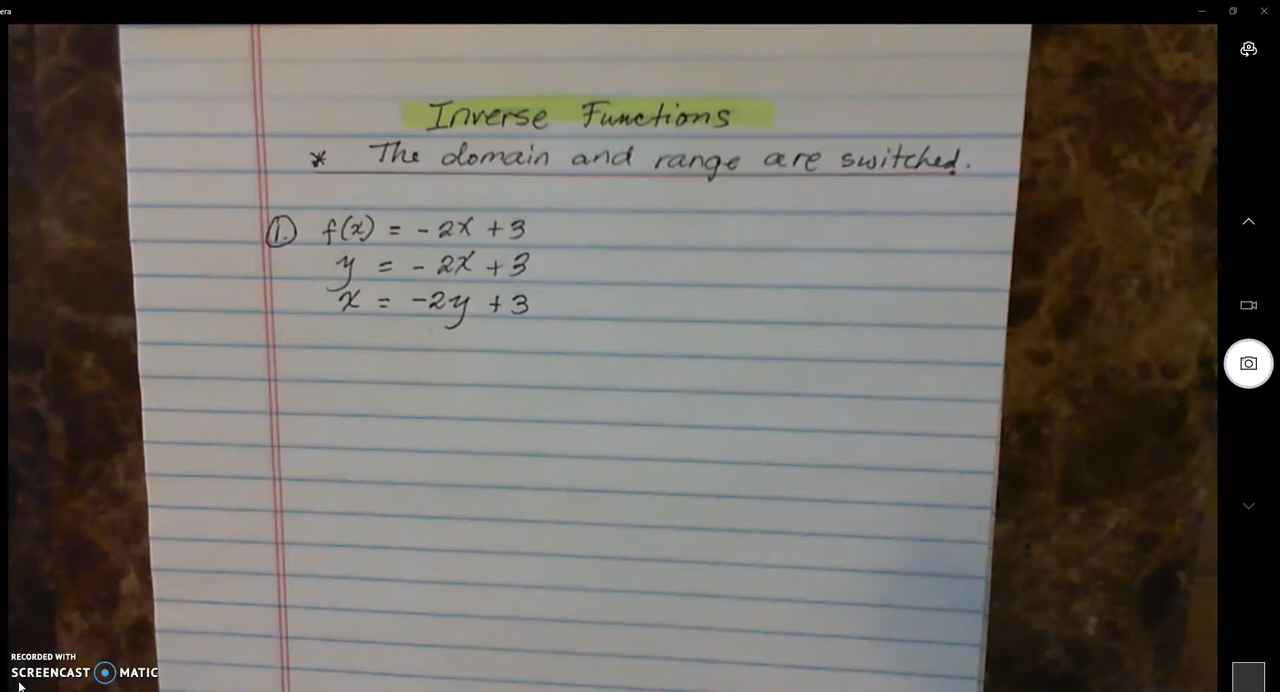 era
Inverse Functions
* The domain and range are switched.
1. f(x) = -2x +3
y = -2x +3
x = -2y +3
RECORDED WITH
SCREENCAST MATIC